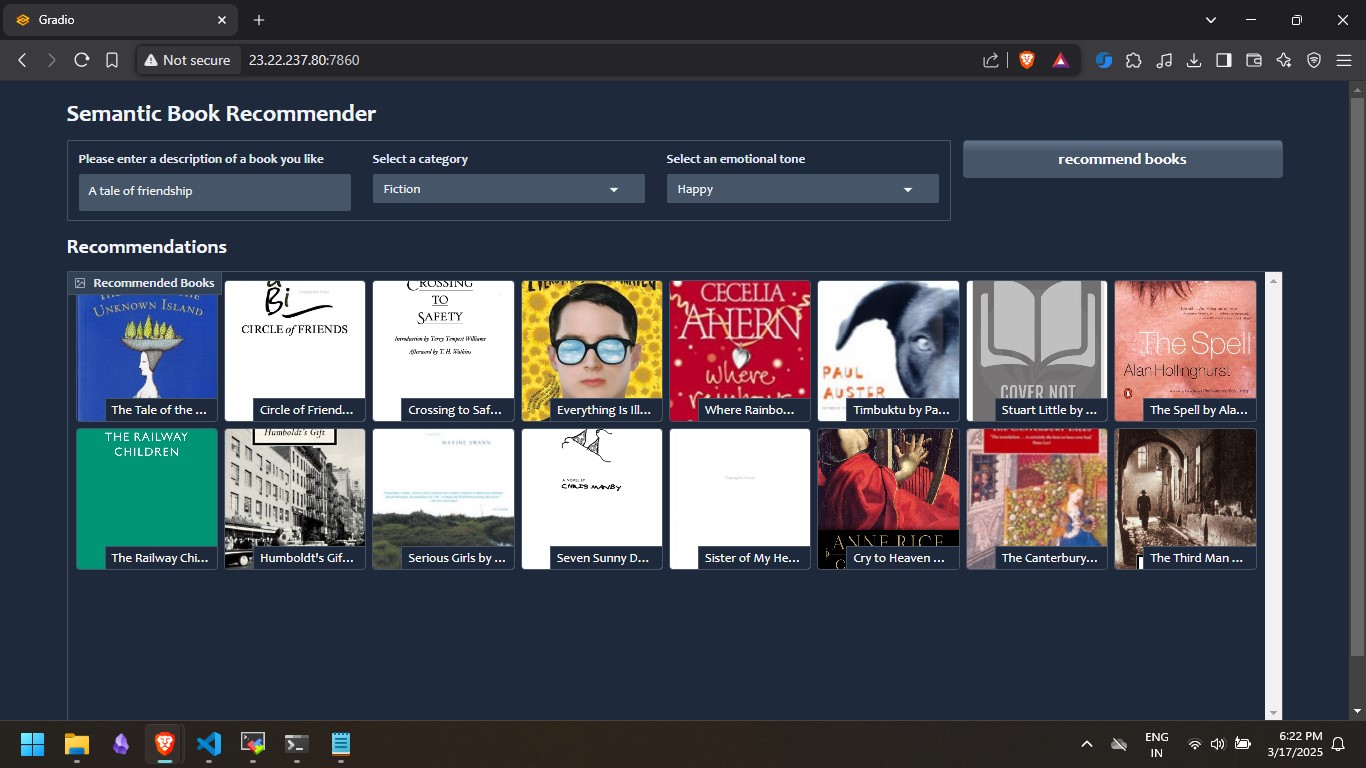 Gradio
Not secure
23.22.237.80:7860
Semantic Book Recommender
Please enter a description of a book you like
Select a category
Select an emotional tone
recommend books
A tale of friendship
Fiction
Happy
Recommendations
Recommended Books
UNKNOWN ISLAND
The Tale of the ...
Bi
CIRCLE of FRIENDS
Circle of Friend...
CROSSING
TO
SAFETY
Introduction by Terry Tempest Williams
Afterword by T. H. Watkins
Crossing to Saf...
Everything Is Ill...
CECELIA
AHERN
where
rainbows
Where Rainbo...
PAUL
AUSTER
Timbuktu by Pa...
COVER NOT
Stuart Little by ...
The Spell
Alan Hollinghurst
The Spell by Ala...
THE RAILWAY
CHILDREN
The Railway Chi...
Humboldt's Gift
Humboldt's Gif...
MAXINE SWANN
Serious Girls by ...
A NOVEL BY
CHRIS MANBY
Seven Sunny D...
Sister of My He...
ANNE RICE
Cry to Heaven ...
THE CANTERBURY TALES
The Canterbury...
The Third Man ...
ENG
IN
6:22 PM
3/17/2025